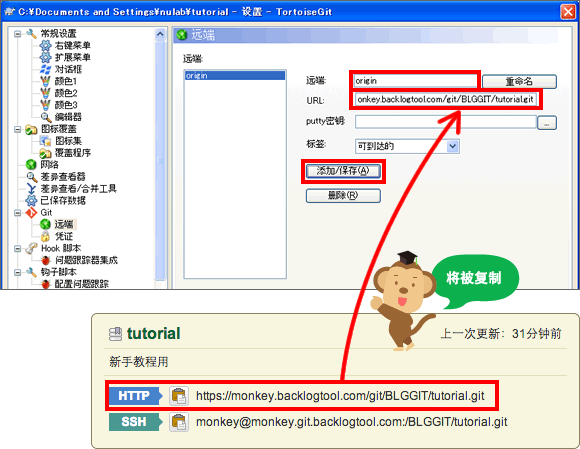 C:¥Documents and Settings¥nulab¥tutorial - 设置 - TortoiseGit
常规设置
右键菜单
扩展菜单
对话框
颜色1
颜色2
颜色3
编辑器
图标覆盖
图标集
覆盖程序
网络
差异查看器
差异查看/合并工具
已保存数据
Git
远端
凭证
Hook 脚本
问题跟踪器集成
钩子脚本
配置问题跟踪
远端
远端:
origin
远端:
origin
重命名
URL:
onkey.backlogtool.com/git/BLGGIT/tutorial.git
putty密钥:
...
标签:
可到达的
添加/保存(A)
删除(R)
将被复制
tutorial
上一次更新：31分钟前
新手教程用
HTTP
https://monkey.backlogtool.com/git/BLGGIT/tutorial.git
SSH
monkey@monkey.git.backlogtool.com:/BLGGIT/tutorial.git